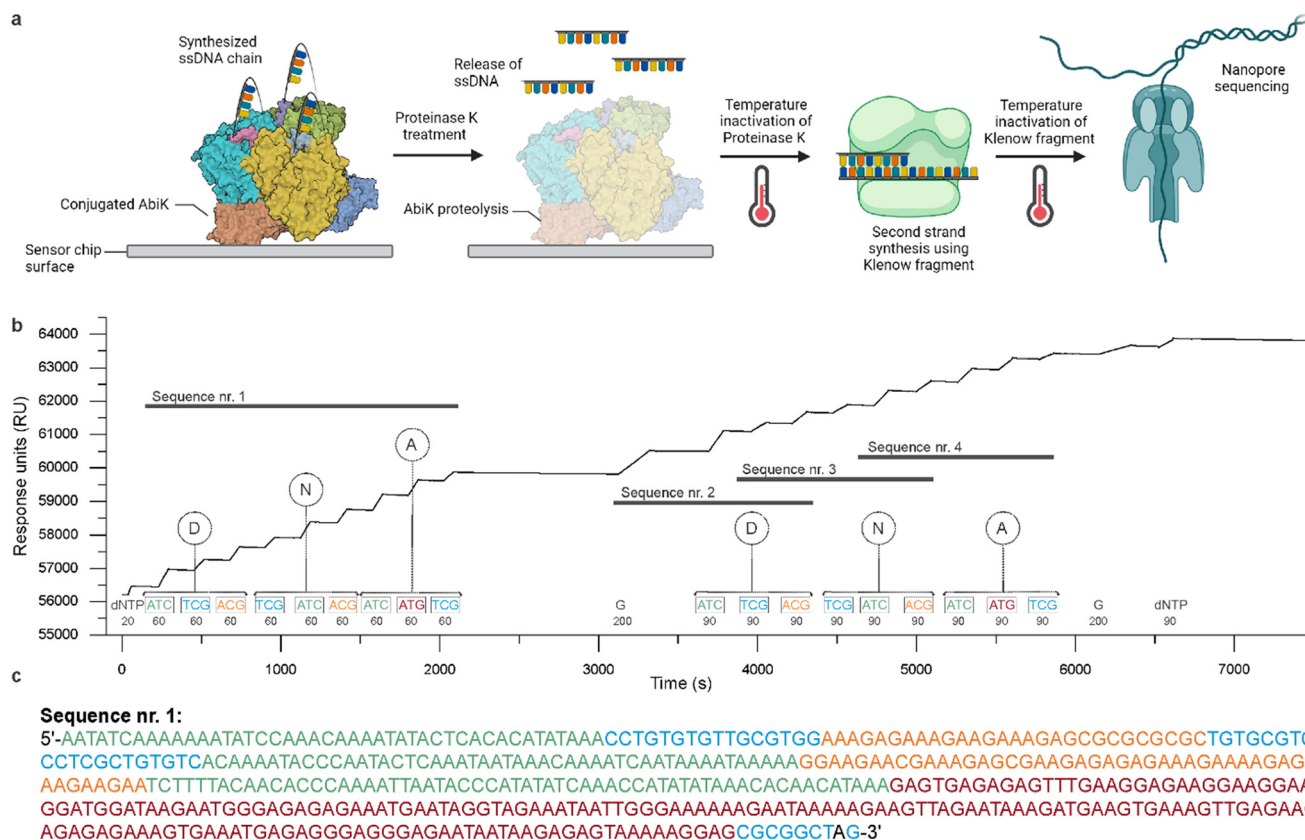 a
Synthesized
ssDNA chain
Conjugated AbiK
Sensor chip
surface
Proteinase K
treatment
Release of
ssDNA
AbiK proteolysis
Temperature
inactivation of
Proteinase K
Second strand
synthesis using
Klenow fragment
Temperature
inactivation of
Klenow fragment
Nanopore
sequencing
b
Response units (RU)
64000
63000
62000
61000
60000
59000
58000
57000
56000
55000
Sequence nr. 1
Sequence nr. 4
Sequence nr. 3
Sequence nr. 2
D N A D N A
dNTP ATC TCG ACG TCG ATC ACG ATC ATG TCG G ATC TCG ACG TCG ATC ACG ATC ATG TCG G dNTP
20 60 60 60 60 60 60 60 60 60 200 90 90 90 90 90 90 90 90 90 200 90
0 1000 2000 3000 4000 5000 6000 7000
Time (s)
c
Sequence nr. 1:
5'-AATATCAAAAAAATATCCAAACAAAATATACTCACACATATAAACCTGTGTGTTGCGTGGAAAGAGAAAGAAGAAAGAGCGCGCGCGCTGTGCGTC
CCTCGCTGTGTCACAAAATACCCAATACTCAAATAATAAACAAAATCAATAAAATAAAAAGGAAGAACGAAAGAGCGAAGAGAGAGAAAGAAAAGAG
AAGAAGAATCTTTTACAACACCCAAAATTAATACCCATATATCAAACCATATATAAACACAACATAAAGAGTGAGAGAGTTTGAAGGAGAAGGAAGGAA
GGATGGATAAGAATGGGAGAGAGAAATGAATAGGTAGAAATAATTGGGAAAAAAGAATAAAAAGAAGTTAGAATAAAGATGAAGTGAAAGTTGAGAA
AGAGAGAAAGTGAAATGAGAGGGAGGGAGAATAATAAGAGAGTAAAAAGGAGCGCGGCTAG-3'